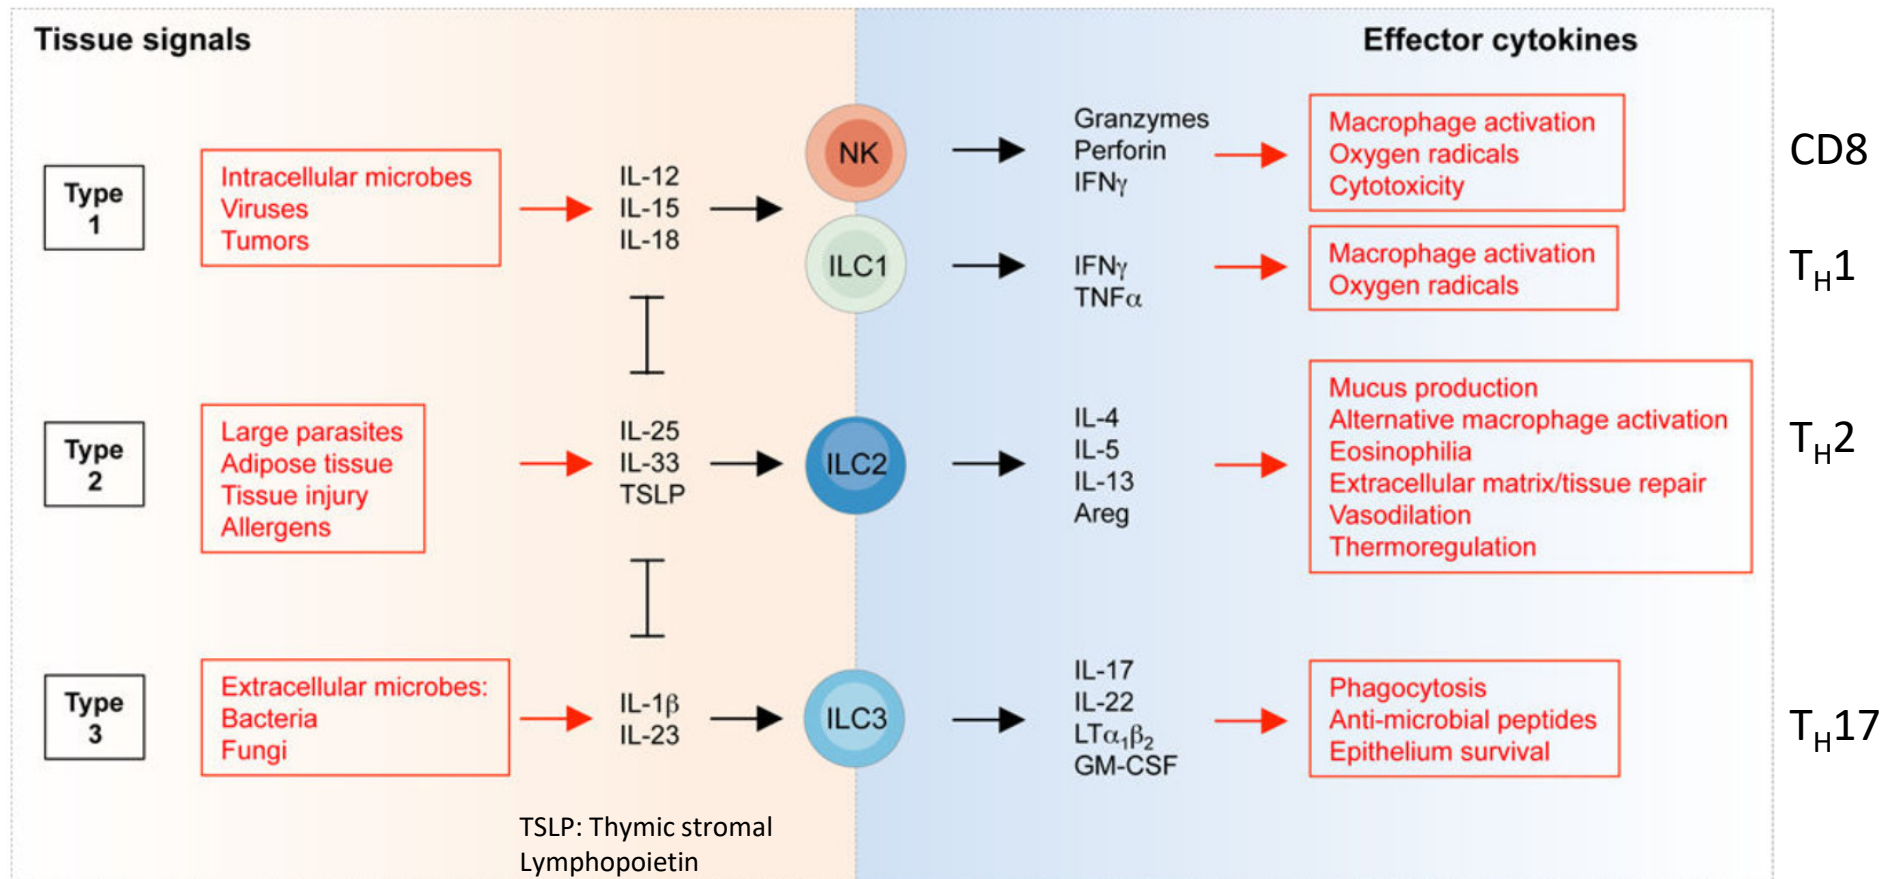 Tissue signals
Effector cytokines
Type
1
Intracellular microbes
Viruses
Tumors
IL-12
IL-15
IL-18
NK
Granzymes
Perforin
IFNγ
Macrophage activation
Oxygen radicals
Cytotoxicity
CD8
ILC1
IFNγ
TNFα
Macrophage activation
Oxygen radicals
TH1
Type
2
Large parasites
Adipose tissue
Tissue injury
Allergens
IL-25
IL-33
TSLP
ILC2
IL-4
IL-5
IL-13
Areg
Mucus production
Alternative macrophage activation
Eosinophilia
Extracellular matrix/tissue repair
Vasodilation
Thermoregulation
TH2
Type
3
Extracellular microbes:
Bacteria
Fungi
IL-1β
IL-23
ILC3
IL-17
IL-22
LTα1β2
GM-CSF
Phagocytosis
Anti-microbial peptides
Epithelium survival
TH17
TSLP: Thymic stromal
Lymphopoietin